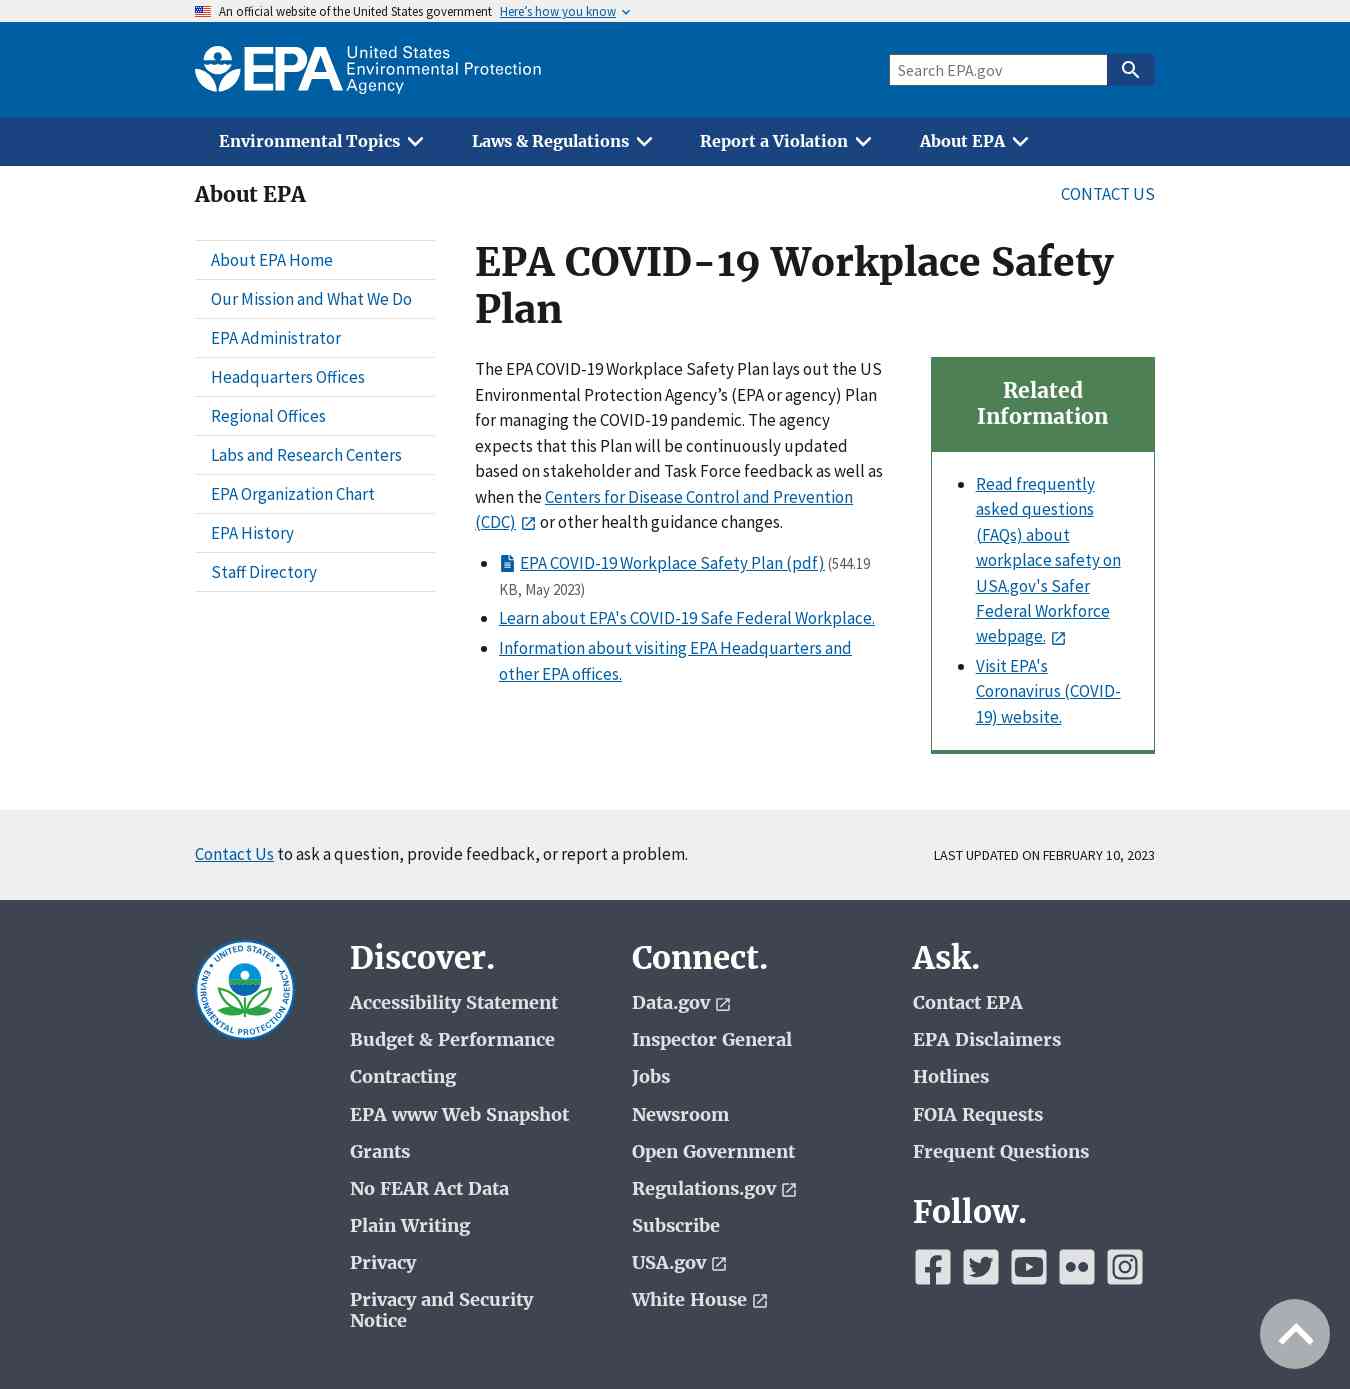 An official website of the United States government Here's how you know
EPA United States
Environmental Protection
Agency
Search EPA.gov
Environmental Topics Laws & Regulations Report a Violation About EPA
About EPA
CONTACT US
About EPA Home
Our Mission and What We Do
EPA Administrator
Headquarters Offices
Regional Offices
Labs and Research Centers
EPA Organization Chart
EPA History
Staff Directory
EPA COVID-19 Workplace Safety
Plan
The EPA COVID-19 Workplace Safety Plan lays out the US
Environmental Protection Agency’s (EPA or agency) Plan
for managing the COVID-19 pandemic. The agency
expects that this Plan will be continuously updated
based on stakeholder and Task Force feedback as well as
when the Centers for Disease Control and Prevention
(CDC) or other health guidance changes.
EPA COVID-19 Workplace Safety Plan (pdf) (544.19
KB, May 2023)
Learn about EPA's COVID-19 Safe Federal Workplace.
Information about visiting EPA Headquarters and
other EPA offices.
Related
Information
Read frequently
asked questions
(FAQs) about
workplace safety on
USA.gov's Safer
Federal Workforce
webpage.
Visit EPA's
Coronavirus (COVID-
19) website.
Contact Us to ask a question, provide feedback, or report a problem.
LAST UPDATED ON FEBRUARY 10, 2023
UNITED STATES
ENVIRONMENTAL PROTECTION AGENCY
Discover.
Accessibility Statement
Budget & Performance
Contracting
EPA www Web Snapshot
Grants
No FEAR Act Data
Plain Writing
Privacy
Privacy and Security
Notice
Connect.
Data.gov
Inspector General
Jobs
Newsroom
Open Government
Regulations.gov
Subscribe
USA.gov
White House
Ask.
Contact EPA
EPA Disclaimers
Hotlines
FOIA Requests
Frequent Questions
Follow.